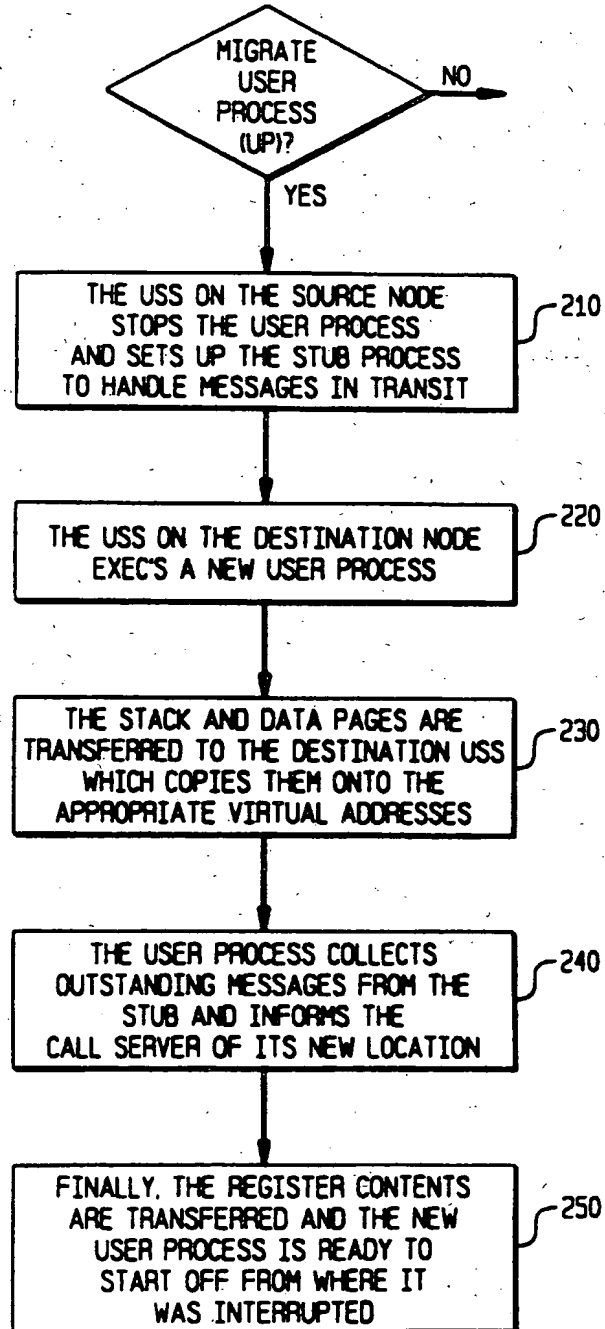 MIGRATE
USER
PROCESS
(UP)?
NO
YES
THE USS ON THE SOURCE NODE
STOPS THE USER PROCESS
AND SETS UP THE STUB PROCESS
TO HANDLE MESSAGES IN TRANSIT
210
THE USS ON THE DESTINATION NODE
EXEC'S A NEW USER PROCESS
220
THE STACK AND DATA PAGES ARE
TRANSFERRED TO THE DESTINATION USS
WHICH COPIES THEM ONTO THE
APPROPRIATE VIRTUAL ADDRESSES
230
THE USER PROCESS COLLECTS
OUTSTANDING MESSAGES FROM THE
STUB AND INFORMS THE
CALL SERVER OF ITS NEW LOCATION
240
FINALLY, THE REGISTER CONTENTS
ARE TRANSFERRED AND THE NEW
USER PROCESS IS READY TO
START OFF FROM WHERE IT
WAS INTERRUPTED
250